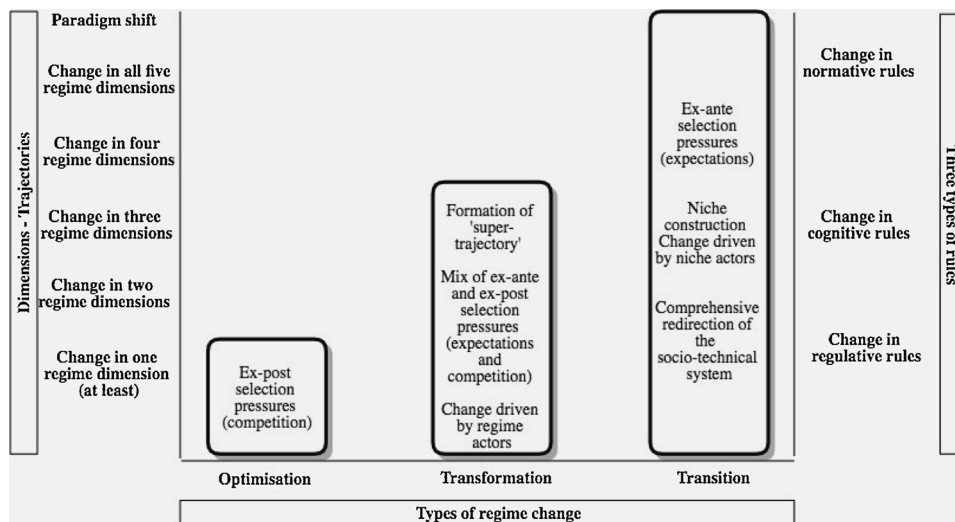 Dimensions - Trajectories
Paradigm shift
Change in all five
regime dimensions
Change in four
regime dimensions
Change in three
regime dimensions
Change in two
regime dimensions
Change in one
regime dimension
(at least)
Ex-post
selection
pressures
(competition)
Formation of
'super-
trajectory'
Mix of ex-ante
and ex-post
selection
pressures
(expectations
and
competition)
Change driven
by regime
actors
Ex-ante
selection
pressures
(expectations)
Niche
construction
Change driven
by niche actors
Comprehensive
redirection of
the
socio-technical
system
Change in
normative rules
Change in
cognitive rules
Change in
regulative rules
Three types of rules
Optimisation
Transformation
Transition
Types of regime change